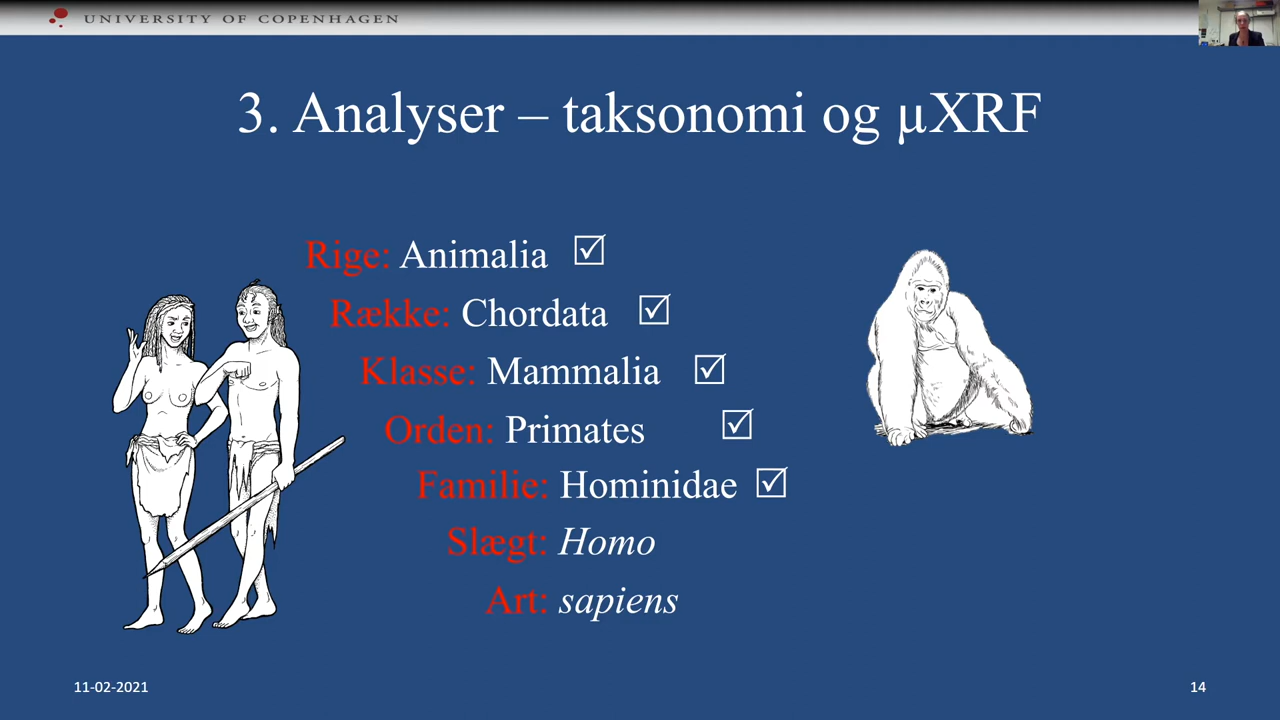 UNIVERSITY OF COPENHAGEN
3. Analyser – taksonomi og µXRF
Rige: Animalia ☑
Række: Chordata ☑
Klasse: Mammalia ☑
Orden: Primates ☑
Familie: Hominidae ☑
Slægt: Homo
Art: sapiens
11-02-2021
14